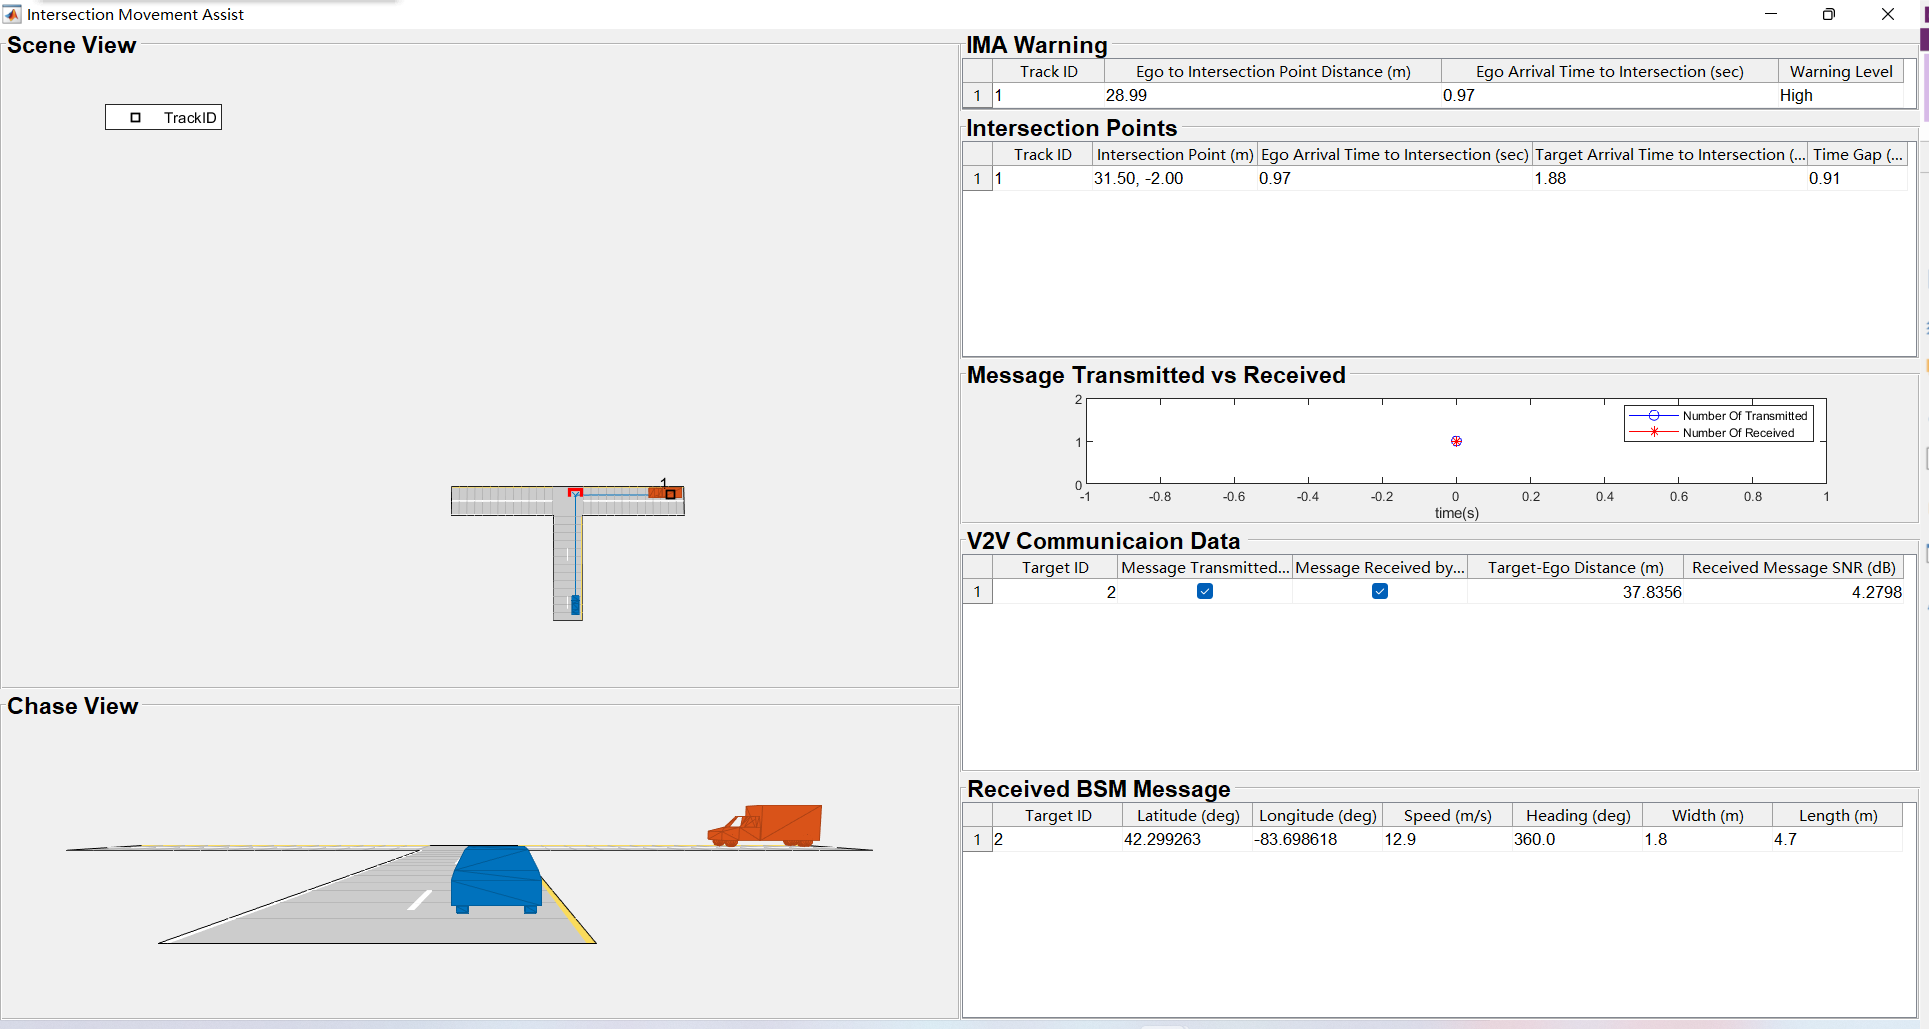 Intersection Movement Assist
Scene View
TrackID
1
Chase View
IMA Warning
Track ID Ego to Intersection Point Distance (m) Ego Arrival Time to Intersection (sec) Warning Level
1 1 28.99 0.97 High
Intersection Points
Track ID Intersection Point (m) Ego Arrival Time to Intersection (sec) Target Arrival Time to Intersection (... Time Gap (...
1 1 31.50, -2.00 0.97 1.88 0.91
Message Transmitted vs Received
2
1
0
Number Of Transmitted
Number Of Received
-1 -0.8 -0.6 -0.4 -0.2 0 0.2 0.4 0.6 0.8 1
time(s)
V2V Communicaion Data
Target ID Message Transmitted... Message Received by... Target-Ego Distance (m) Received Message SNR (dB)
1 2 37.8356 4.2798
Received BSM Message
Target ID Latitude (deg) Longitude (deg) Speed (m/s) Heading (deg) Width (m) Length (m)
1 2 42.299263 -83.698618 12.9 360.0 1.8 4.7